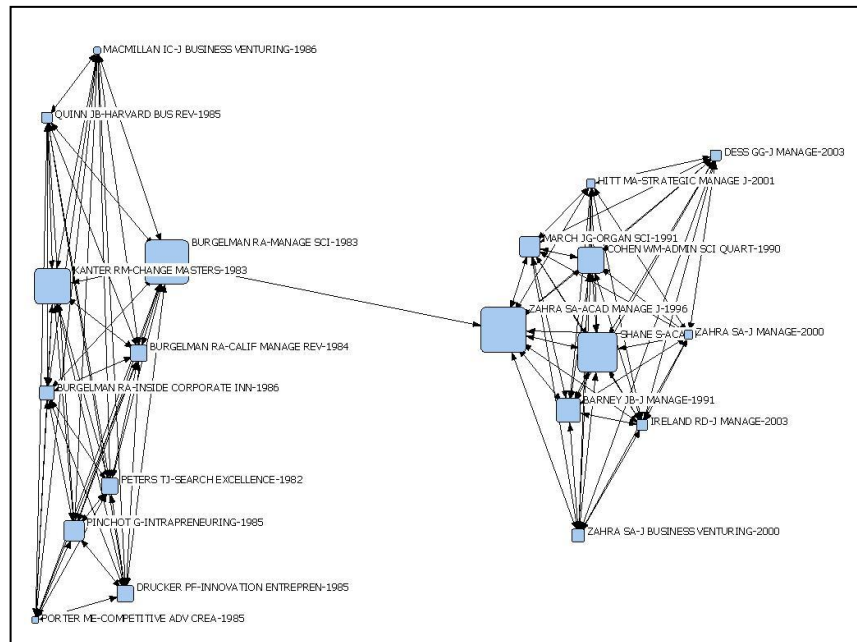 MACMILLAN IC-J BUSINESS VENTURING-1986
QUINN JB-HARVARD BUS REV-1985
BURGELMAN RA-MANAGE SCI-1983
KANTER RM-CHANGE MASTERS-1983
BURGELMAN RA-CALIF MANAGE REV-1984
BURGELMAN RA-INSIDE CORPORATE INN-1986
PETERS TJ-SEARCH EXCELLENCE-1982
PINCHOT G-INTRAPRENEURING-1985
DRUCKER PF-INNOVATION ENTREPREN-1985
PORTER ME-COMPETITIVE ADV CREA-1985
DESS GG-J MANAGE-2003
HITT MA-STRATEGIC MANAGE J-2001
MARCH JG-ORGAN SCI-1991
COHEN WM-ADMIN SCI QUART-1990
ZAHRA SA-ACAD MANAGE J-1996
SHANE S-ACA
ZAHRA SA-J MANAGE-2000
BARNEY JB-J MANAGE-1991
IRELAND RD-J MANAGE-2003
ZAHRA SA-J BUSINESS VENTURING-2000